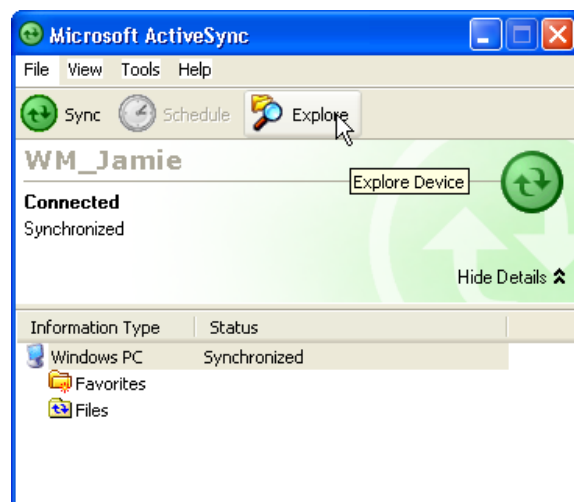 Microsoft ActiveSync
File View Tools Help
Sync Schedule Explore
WM_Jamie
Explore Device
Connected
Synchronized
Hide Details
Information Type Status
Windows PC Synchronized
Favorites
Files